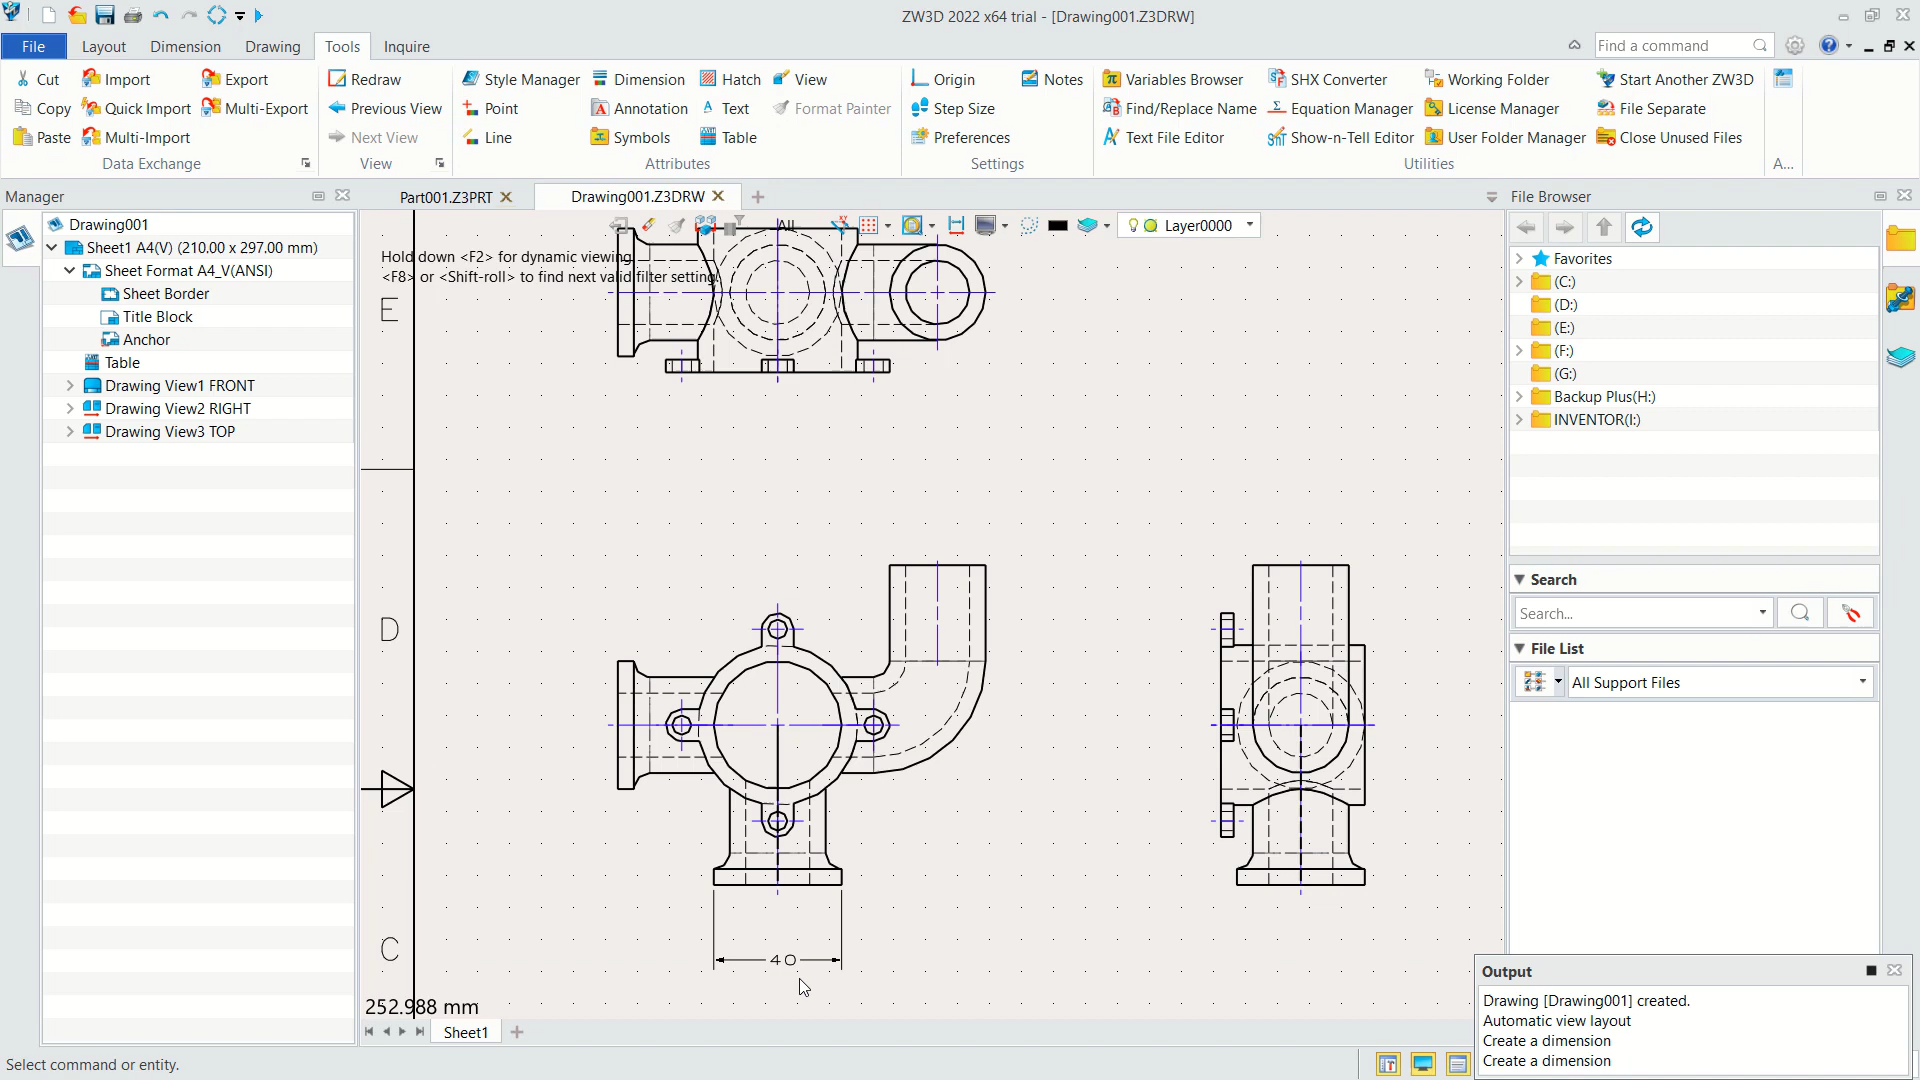 ZW3D 2022 x64 trial - [Drawing001.Z3DRW]
File
Layout
Dimension
Drawing
Tools
Inquire
Find a command
Cut
Import
Export
Copy
Quick Import
Multi-Export
Paste
Multi-Import
Data Exchange
Redraw
Previous View
Next View
View
Style Manager
Dimension
Hatch
View
Point
Annotation
Text
Format Painter
Line
Symbols
Table
Attributes
Origin
Notes
Step Size
Preferences
Settings
Variables Browser
SHX Converter
Working Folder
Start Another ZW3D
Find/Replace Name
Equation Manager
License Manager
File Separate
Text File Editor
Show-n-Tell Editor
User Folder Manager
Close Unused Files
Utilities
A...
Manager
Part001.Z3PRT
Drawing001.Z3DRW
File Browser
Drawing001
Sheet1 A4(V) (210.00 x 297.00 mm)
Sheet Format A4_V(ANSI)
Sheet Border
Title Block
Anchor
Table
Drawing View1 FRONT
Drawing View2 RIGHT
Drawing View3 TOP
All
Layer0000
Hold down <F2> for dynamic viewing.
<F8> or <Shift-roll> to find next valid filter setting.
E
D
C
40
252.988 mm
Sheet1
Favorites
(C:)
(D:)
(E:)
(F:)
(G:)
Backup Plus(H:)
INVENTOR(I:)
Search
Search...
File List
All Support Files
Output
Drawing [Drawing001] created.
Automatic view layout
Create a dimension
Create a dimension
Select command or entity.